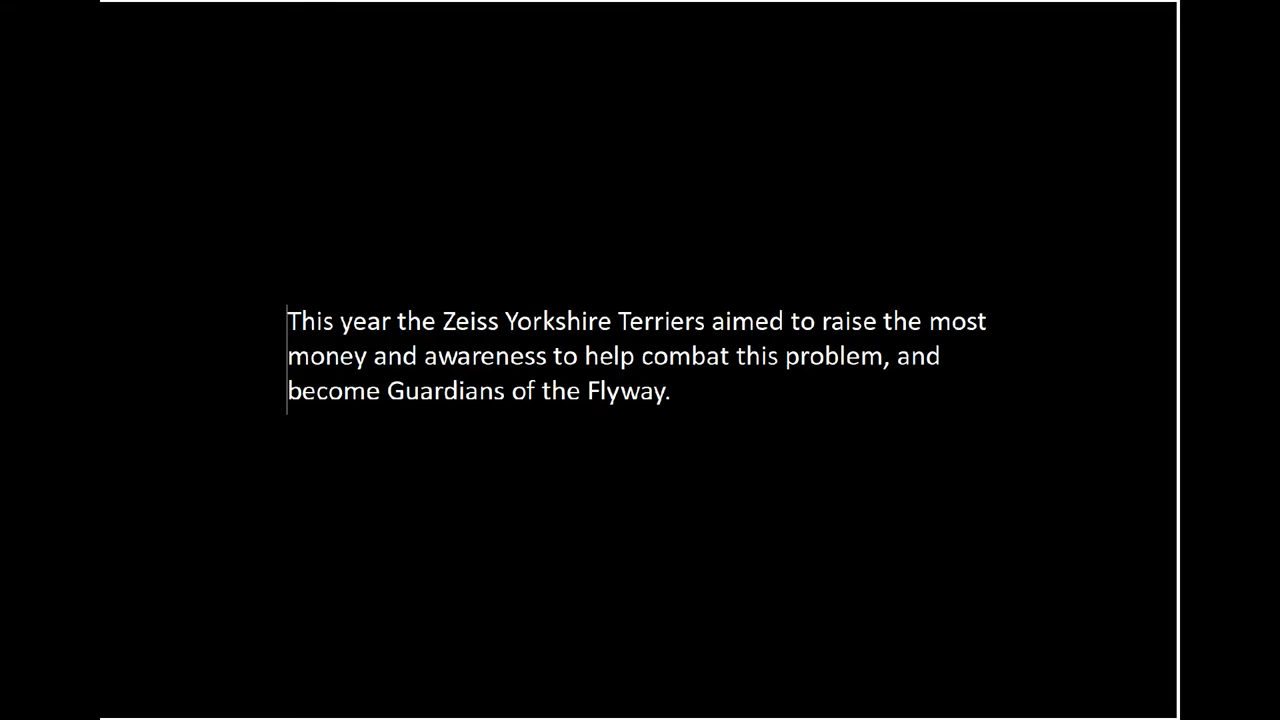 This year the Zeiss Yorkshire Terriers aimed to raise the most
money and awareness to help combat this problem, and
become Guardians of the Flyway.